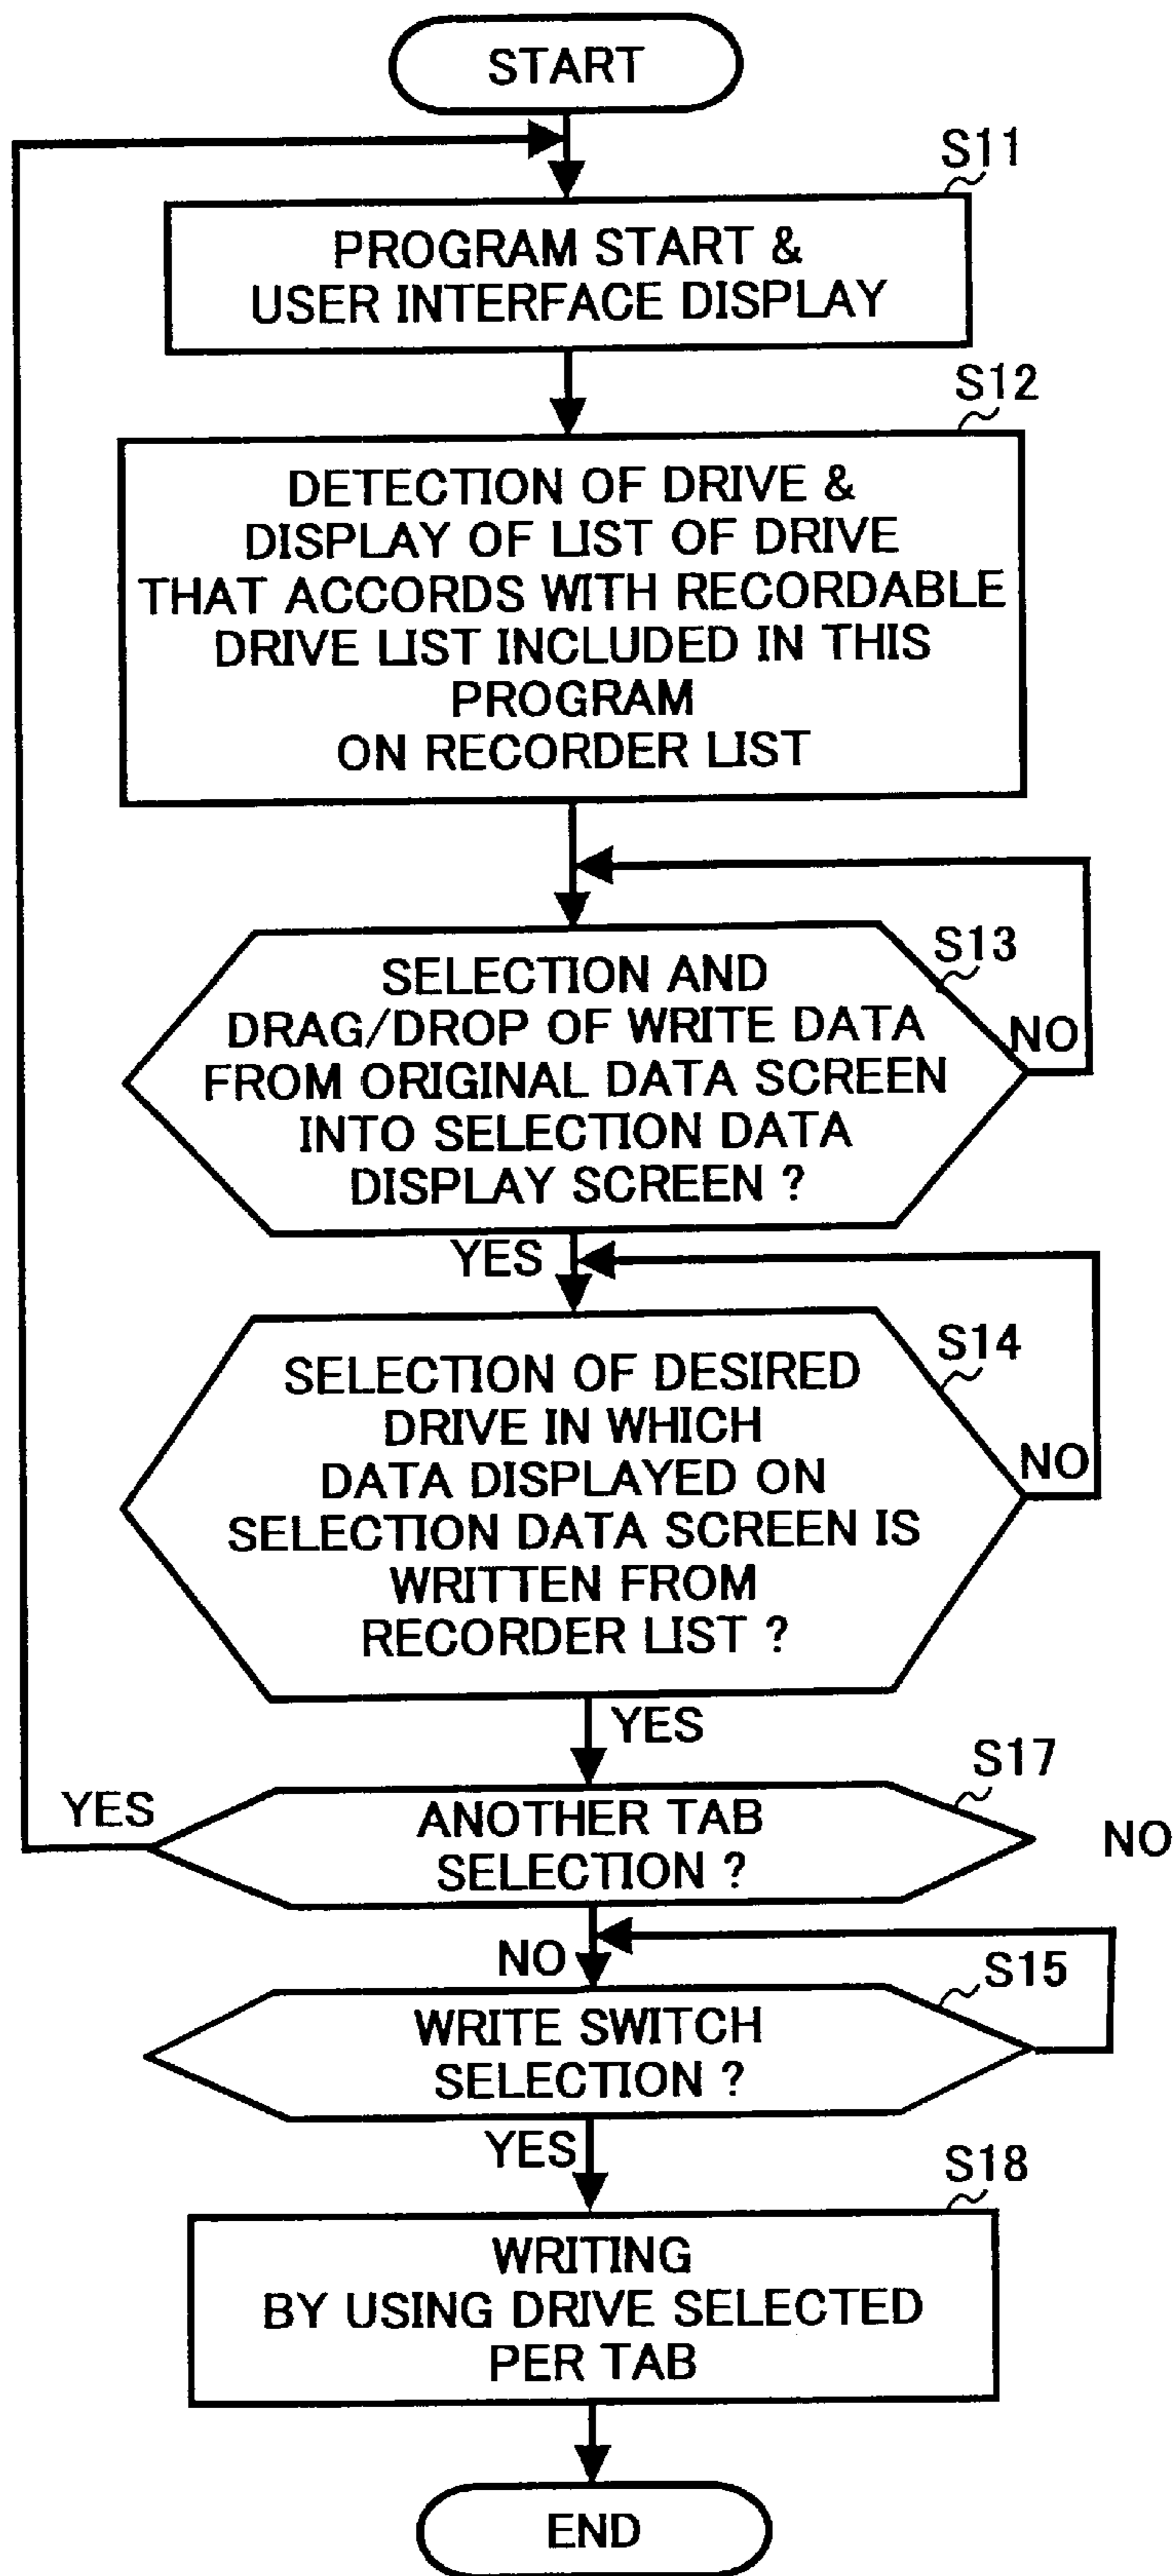 START
S11
PROGRAM START &
USER INTERFACE DISPLAY
S12
DETECTION OF DRIVE &
DISPLAY OF LIST OF DRIVE
THAT ACCORDS WITH RECORDABLE
DRIVE LIST INCLUDED IN THIS
PROGRAM
ON RECORDER LIST
S13
SELECTION AND
DRAG/DROP OF WRITE DATA
FROM ORIGINAL DATA SCREEN
INTO SELECTION DATA
DISPLAY SCREEN ?
NO
YES
S14
SELECTION OF DESIRED
DRIVE IN WHICH
DATA DISPLAYED ON
SELECTION DATA SCREEN IS
WRITTEN FROM
RECORDER LIST ?
NO
YES
S17
YES
ANOTHER TAB
SELECTION ?
NO
NO
S15
WRITE SWITCH
SELECTION ?
YES
S18
WRITING
BY USING DRIVE SELECTED
PER TAB
END